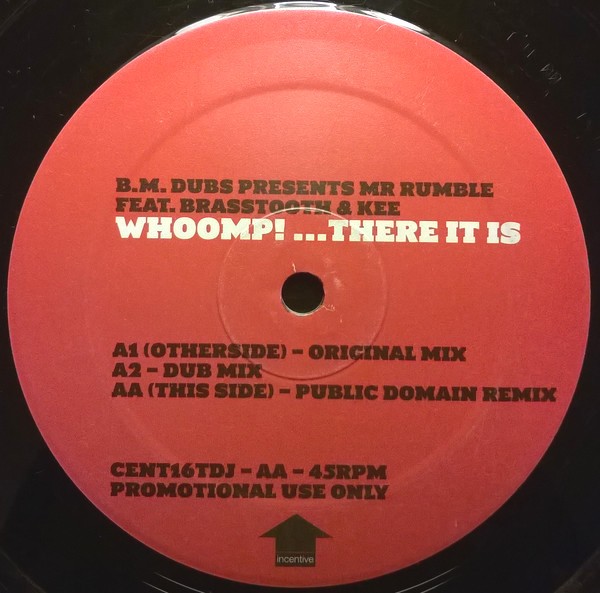 B.M. DUBS PRESENTS MR RUMBLE
FEAT. BRASSTOOTH & KEE
WHOOMP! ...THERE IT IS
A1 (OTHERSIDE) – ORIGINAL MIX
A2 – DUB MIX
AA (THIS SIDE) – PUBLIC DOMAIN REMIX
CENT16TDJ – AA – 45RPM
PROMOTIONAL USE ONLY
incentive